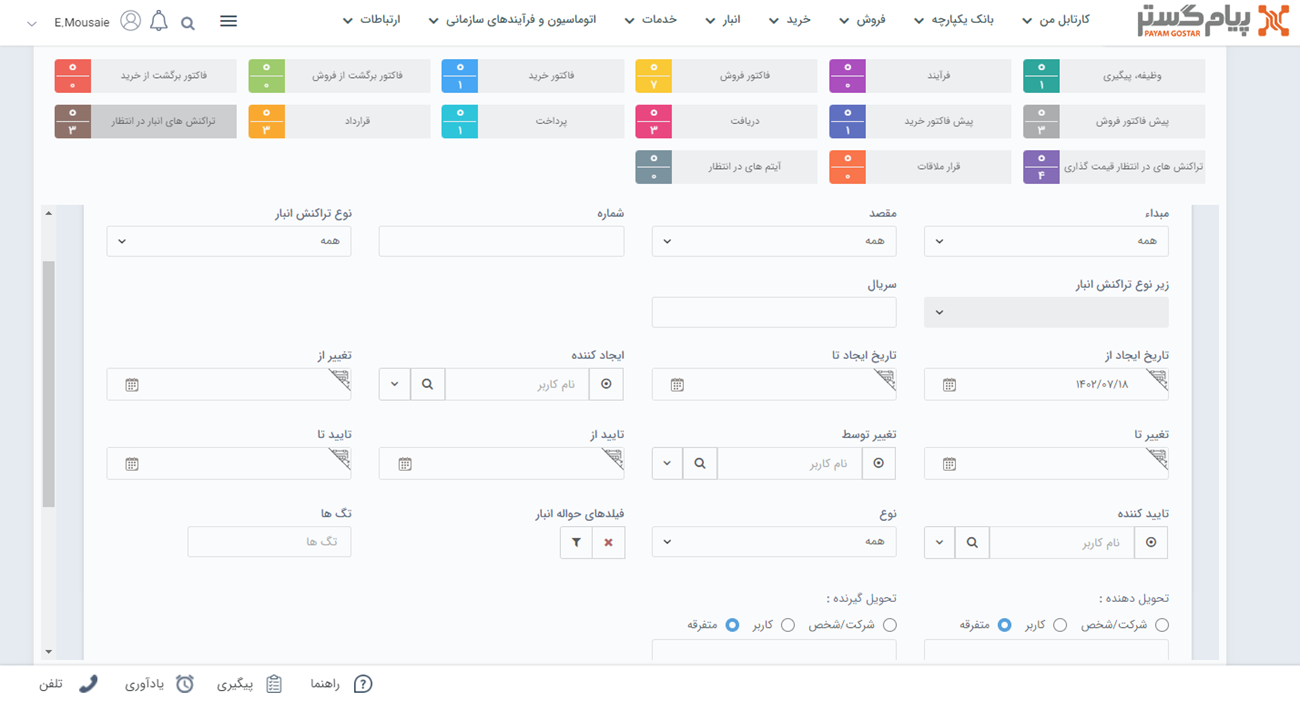 پیام گستر
PAYAM GOSTAR
کارتابل من
بانک یکپارچه
فروش
خرید
انبار
خدمات
اتوماسیون و فرآیندهای سازمانی
ارتباطات
E.Mousaie
وظیفه، پیگیری ۰ ۱
فرآیند ۰ ۰
فاکتور فروش ۰ ۷
فاکتور خرید ۰ ۱
فاکتور برگشت از فروش ۰ ۰
فاکتور برگشت از خرید ۰ ۰
پیش فاکتور فروش ۰ ۳
پیش فاکتور خرید ۰ ۱
دریافت ۰ ۳
پرداخت ۰ ۱
قرارداد ۰ ۳
تراکنش های انبار در انتظار ۰ ۳
تراکنش های در انتظار قیمت گذاری ۰ ۴
قرار ملاقات ۰ ۰
آیتم های در انتظار ۰ ۰
مبداء
مقصد
شماره
نوع تراکنش انبار
همه
همه
همه
زیر نوع تراکنش انبار
سریال
تاریخ ایجاد از
تاریخ ایجاد تا
ایجاد کننده
تغییر از
۱۴۰۲/۰۷/۱۸
نام کاربر
تغییر تا
تغییر توسط
تایید از
تایید تا
نام کاربر
تایید کننده
نوع
فیلدهای حواله انبار
تگ ها
نام کاربر
همه
تگ ها
تحویل دهنده :
تحویل گیرنده :
شرکت/شخص
کاربر
متفرقه
شرکت/شخص
کاربر
متفرقه
راهنما
پیگیری
یادآوری
تلفن